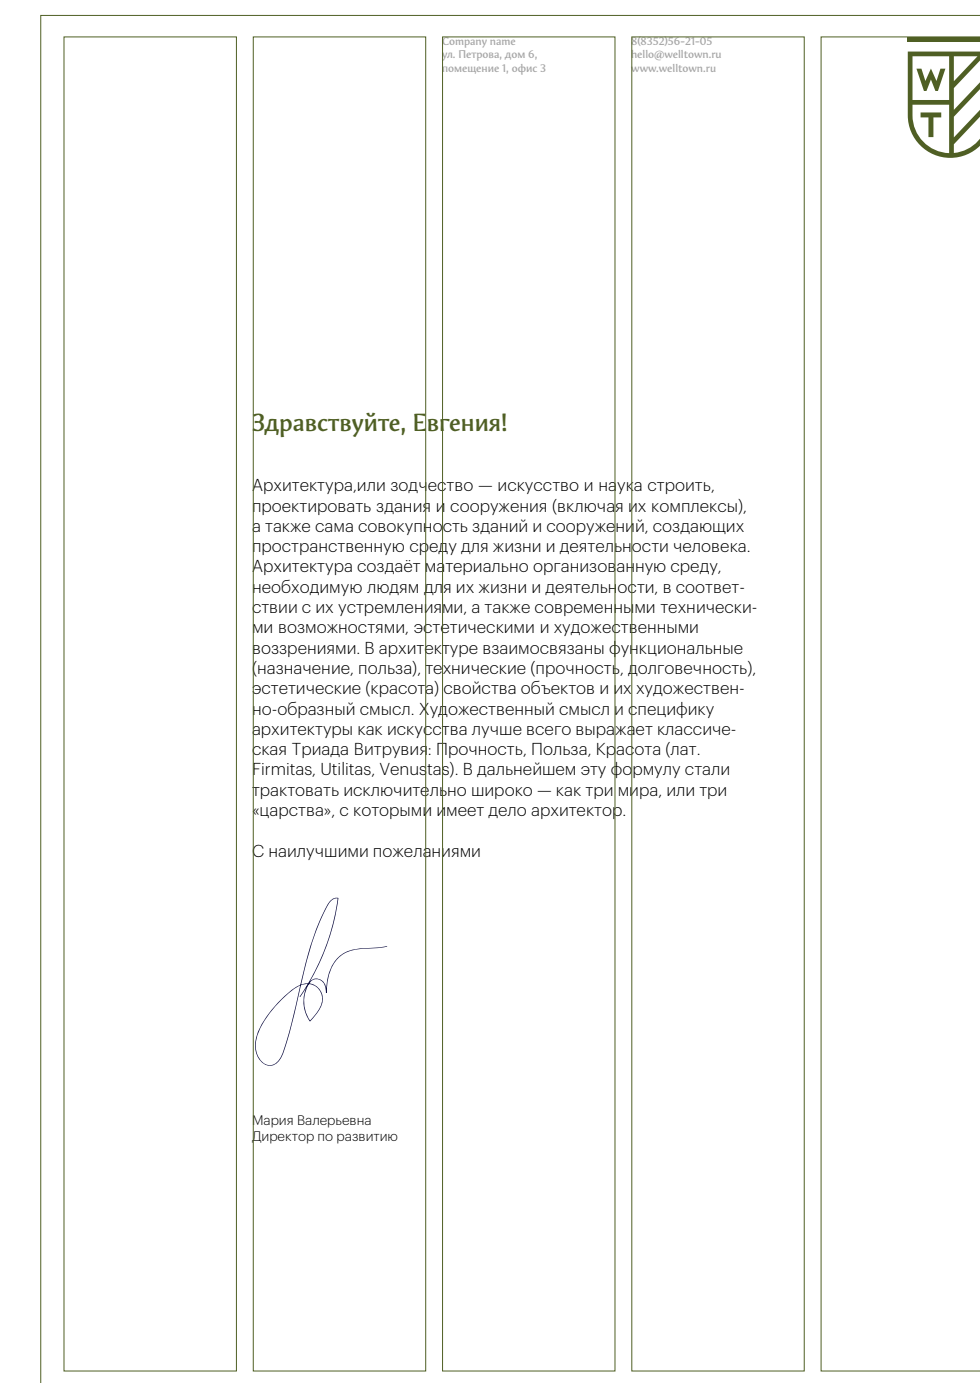 Company name
ул. Петрова, дом 6,
помещение 1, офис 3
8(8352)56-21-05
hello@welltown.ru
www.welltown.ru
W
T
Здравствуйте, Евгения!
Архитектура,или зодчество — искусство и наука строить,
проектировать здания и сооружения (включая их комплексы),
а также сама совокупность зданий и сооружений, создающих
пространственную среду для жизни и деятельности человека.
Архитектура создаёт материально организованную среду,
необходимую людям для их жизни и деятельности, в соответ-
ствии с их устремлениями, а также современными технически-
ми возможностями, эстетическими и художественными
воззрениями. В архитектуре взаимосвязаны функциональные
(назначение, польза), технические (прочность, долговечность),
эстетические (красота) свойства объектов и их художествен-
но-образный смысл. Художественный смысл и специфику
архитектуры как искусства лучше всего выражает классиче-
ская Триада Витрувия: Прочность, Польза, Красота (лат.
Firmitas, Utilitas, Venustas). В дальнейшем эту формулу стали
трактовать исключительно широко — как три мира, или три
«царства», с которыми имеет дело архитектор.
С наилучшими пожеланиями
Мария Валерьевна
Директор по развитию